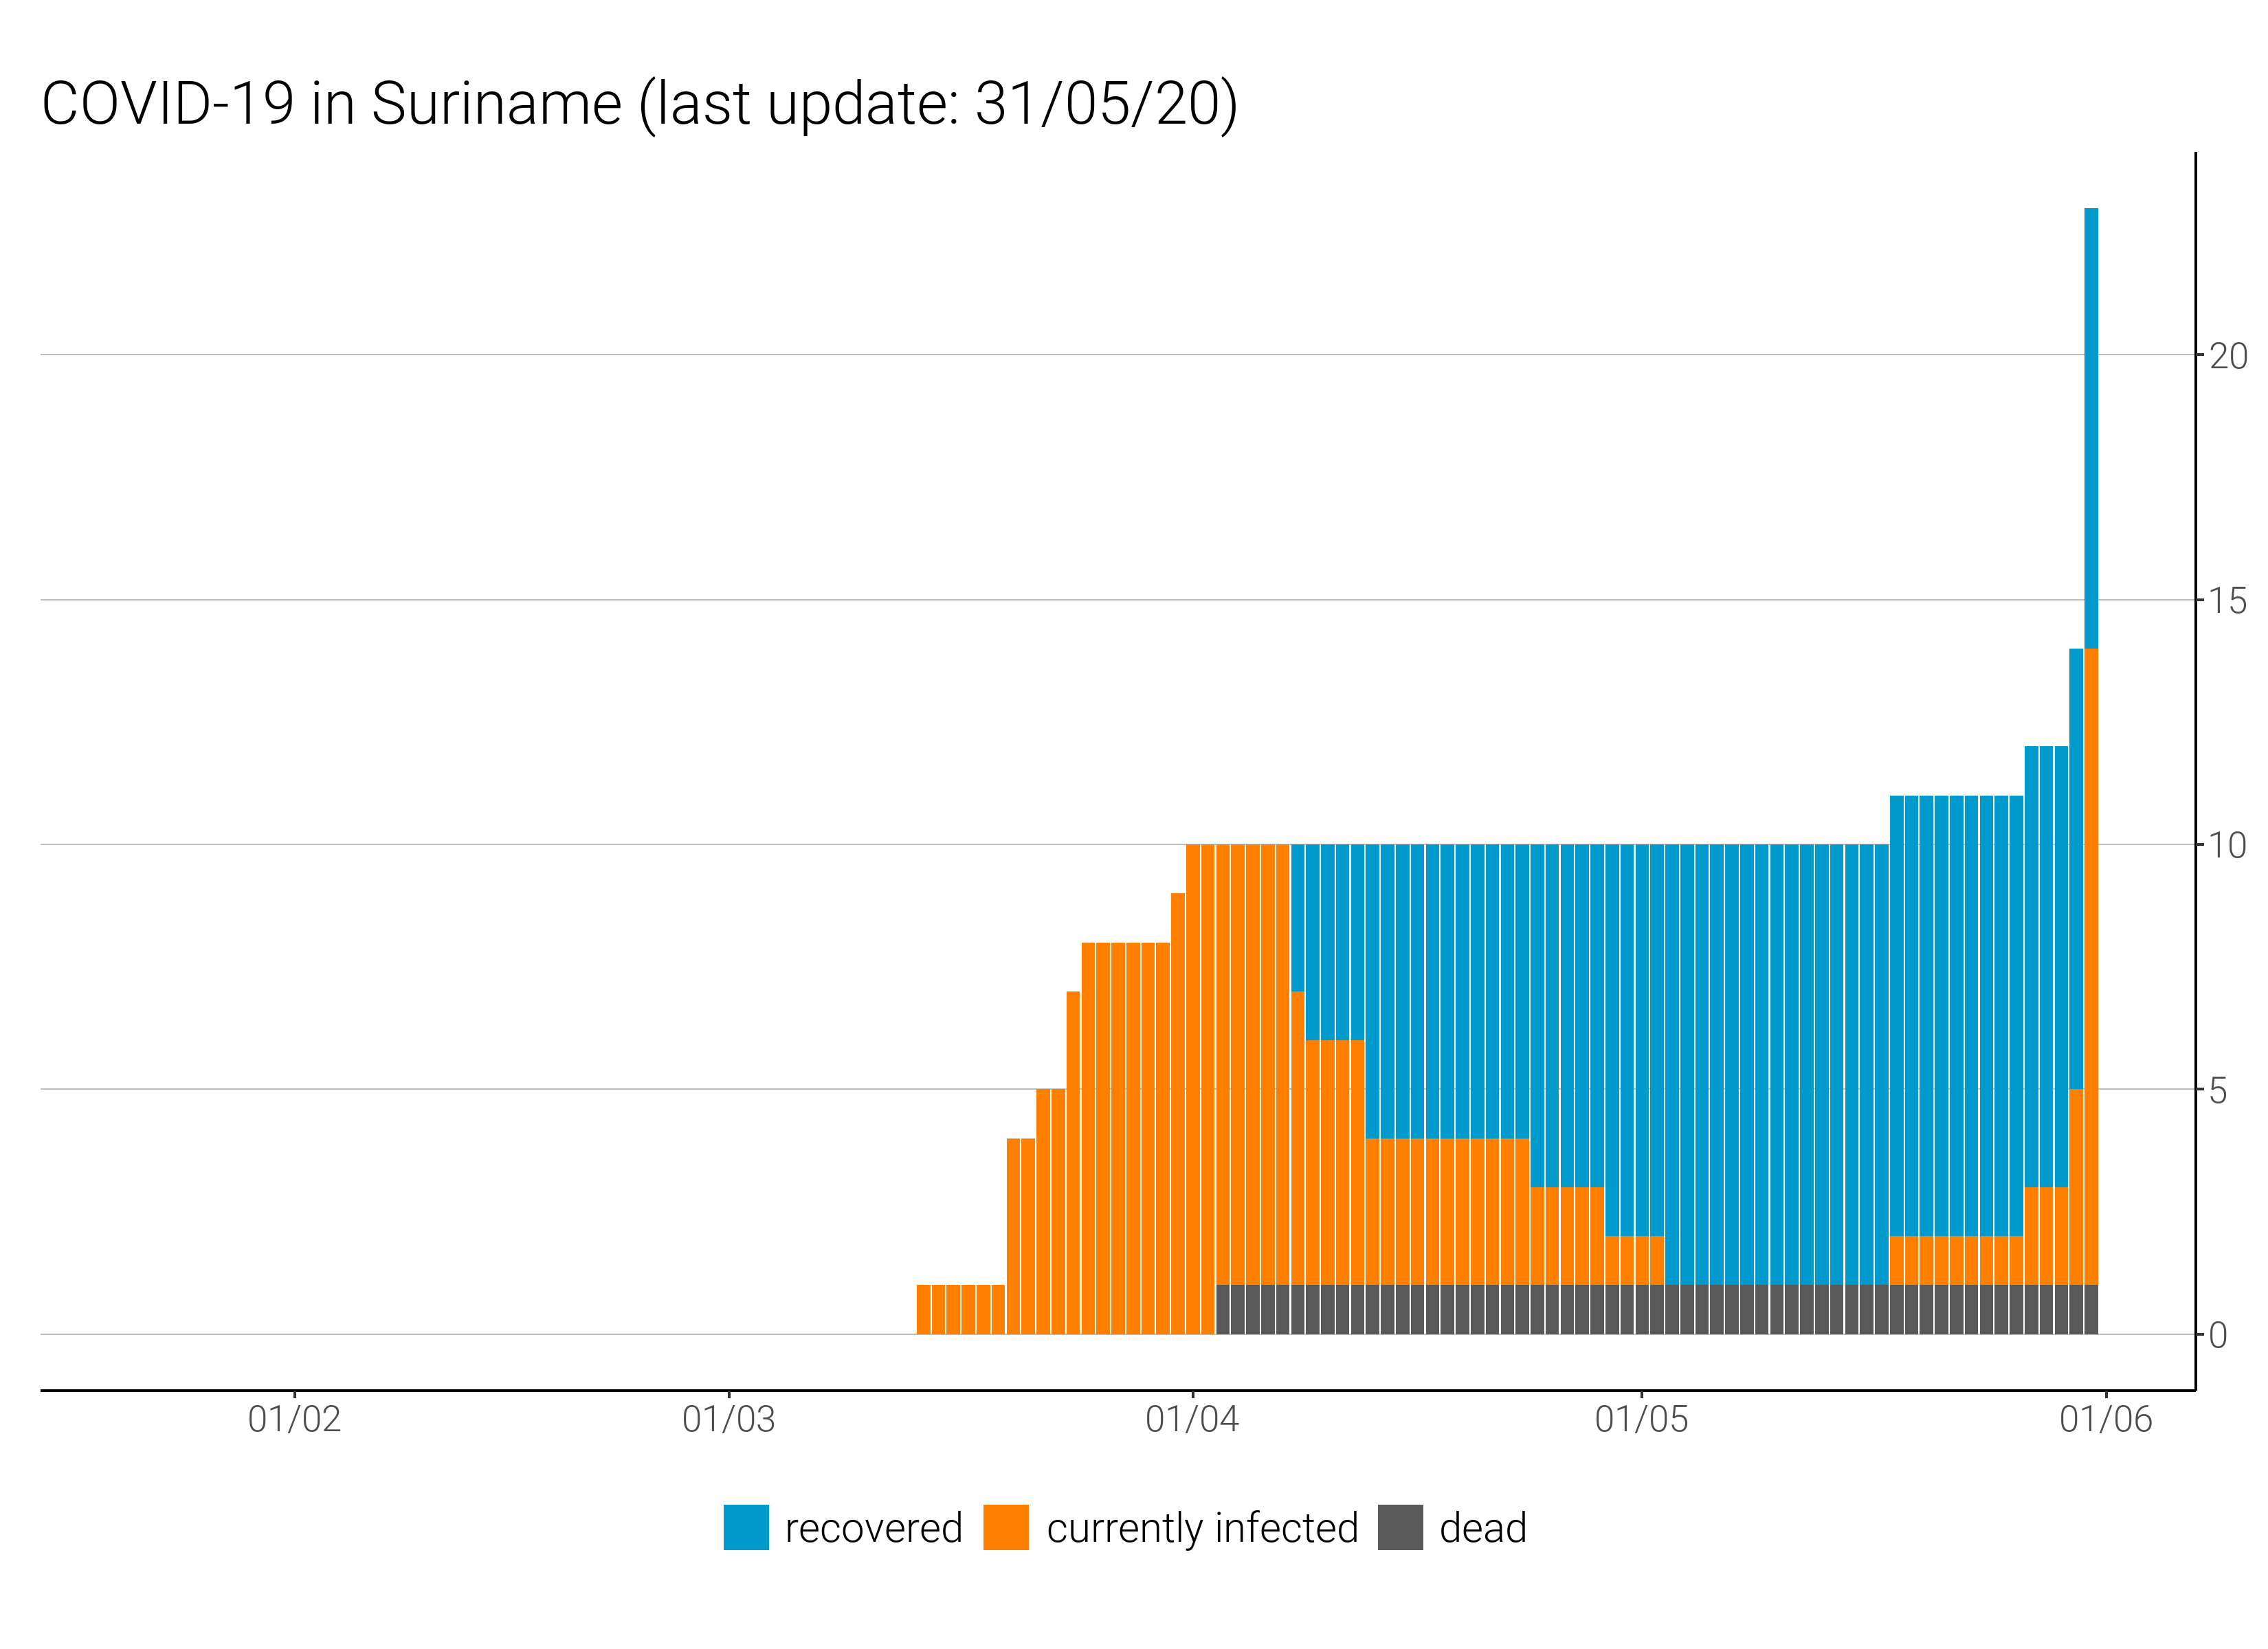 COVID-19 in Suriname (last update: 31/05/20)
20
15
10
5
0
01/02 01/03 01/04 01/05 01/06
recovered currently infected dead